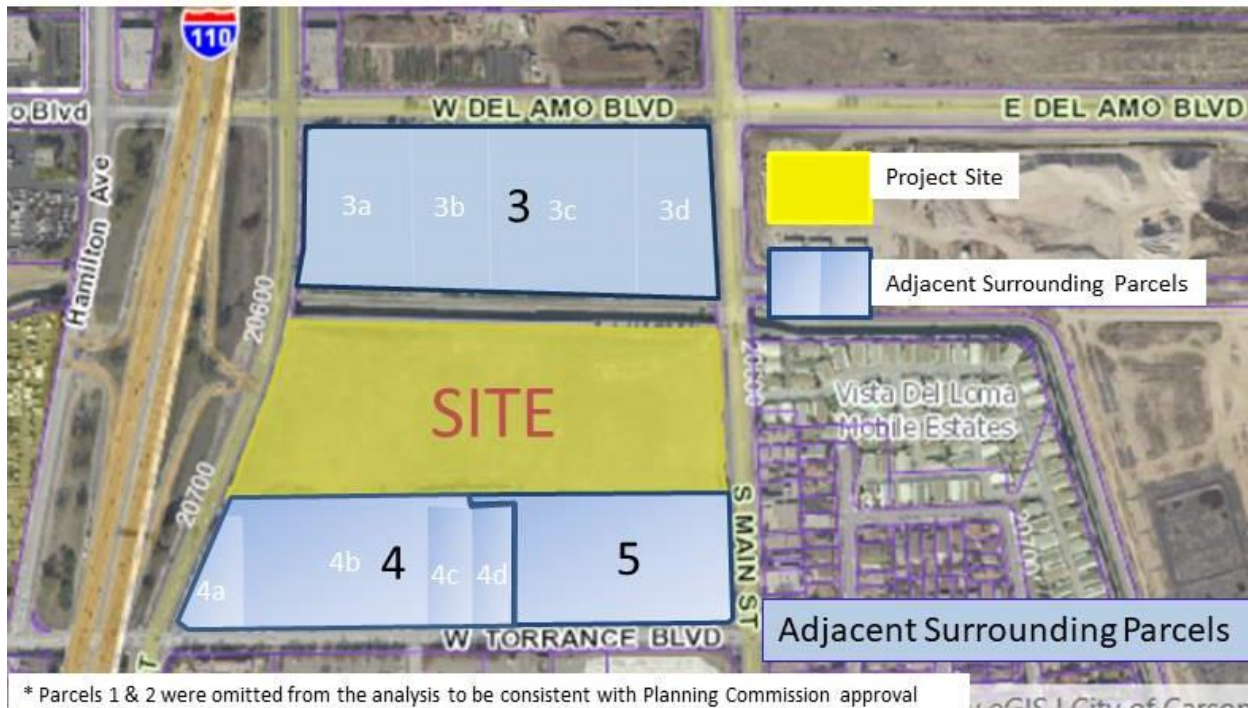 110
o Blvd
W DEL AMO BLVD
E DEL AMO BLVD
Hamilton Ave
3a
3b
3
3c
3d
Project Site
Adjacent Surrounding Parcels
20600
SITE
Vista Del Loma
Mobile Estates
20700
S MAIN ST
20700
4a
4b
4
4c
4d
5
W TORRANCE BLVD
Adjacent Surrounding Parcels
* Parcels 1 & 2 were omitted from the analysis to be consistent with Planning Commission approval